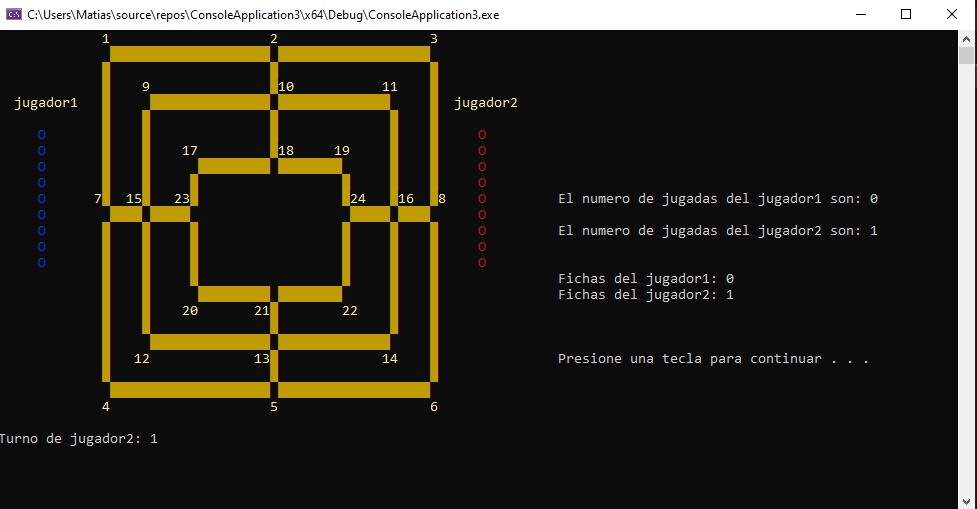 C:\Users\Matias\source\repos\ConsoleApplication3\x64\Debug\ConsoleApplication3.exe
1 2 3
9 10 11
jugador1 jugador2
O O
O O
17 18 19
O O
O O
7 15 23 24 16 8
O O
El numero de jugadas del jugador1 son: 0
O O
O O
El numero de jugadas del jugador2 son: 1
O O
O O
Fichas del jugador1: 0
Fichas del jugador2: 1
20 21 22
12 13 14
Presione una tecla para continuar . . .
4 5 6
Turno de jugador2: 1